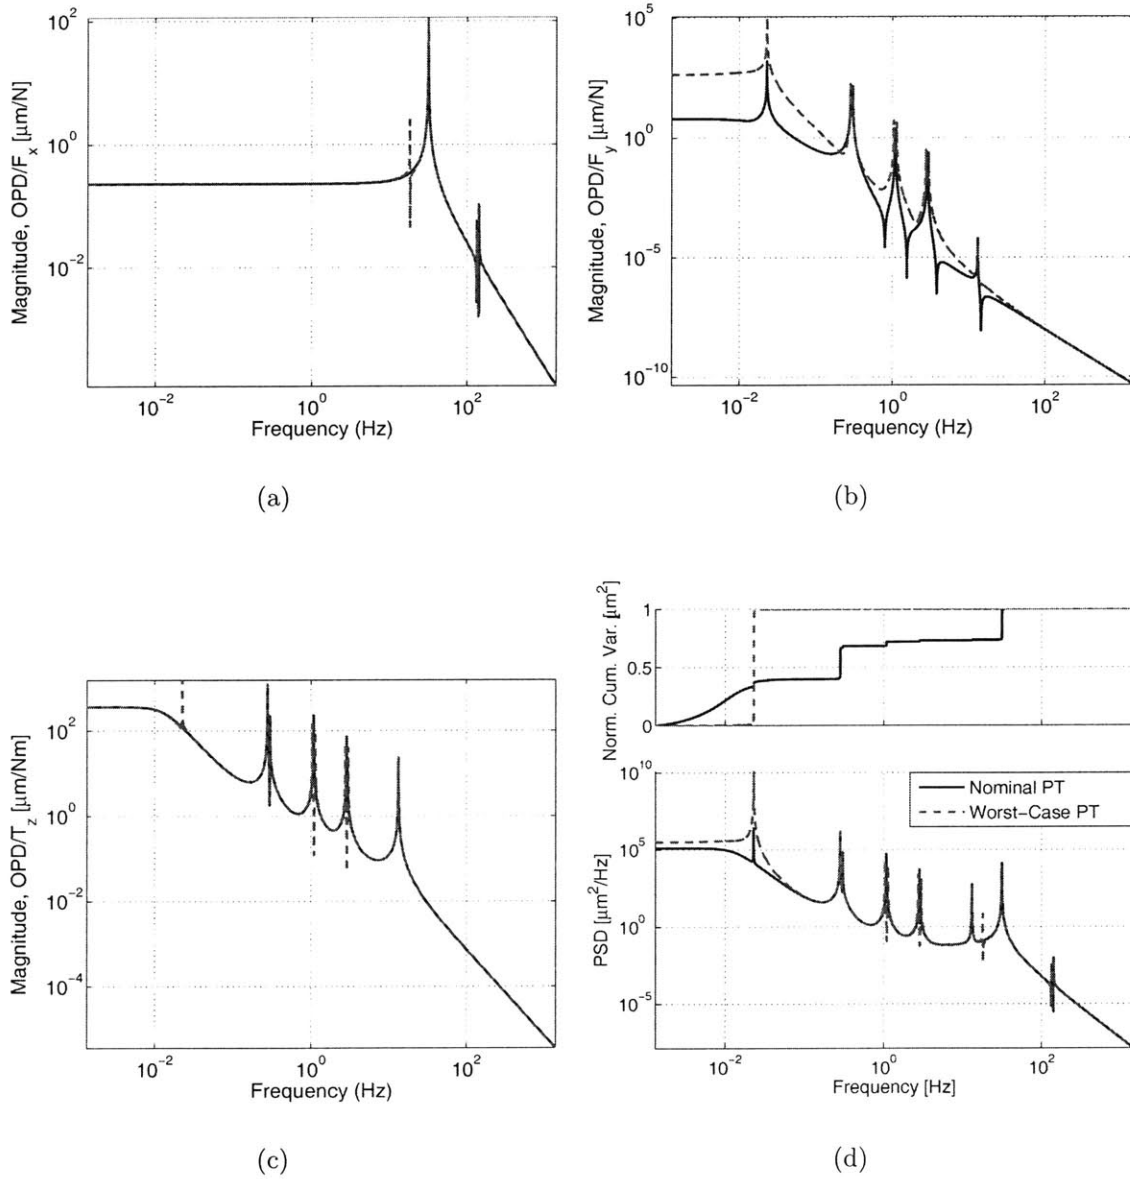 10^2
10^0
10^-2
Magnitude, OPD/F_x [μm/N]
10^-2
10^0
10^2
Frequency (Hz)
(a)
10^5
10^0
10^-5
10^-10
Magnitude, OPD/F_y [μm/N]
10^-2
10^0
10^2
Frequency (Hz)
(b)
10^2
10^0
10^-2
10^-4
Magnitude, OPD/T_z [μm/Nm]
10^-2
10^0
10^2
Frequency (Hz)
(c)
Norm. Cum. Var. [μm^2]
1
0.5
0
10^10
10^5
10^0
10^-5
PSD [μm^2/Hz]
Nominal PT
Worst-Case PT
10^-2
10^0
10^2
Frequency [Hz]
(d)